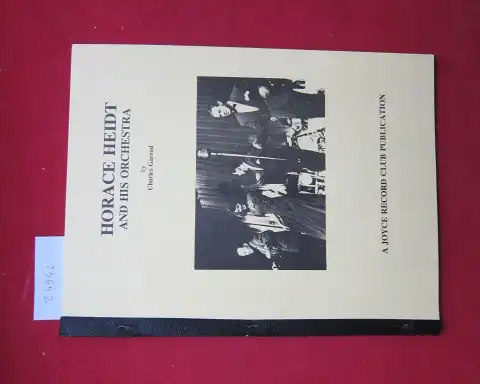 HORACE HEIDT
AND HIS ORCHESTRA
by
Charles Garrod
A JOYCE RECORD CLUB PUBLICATION